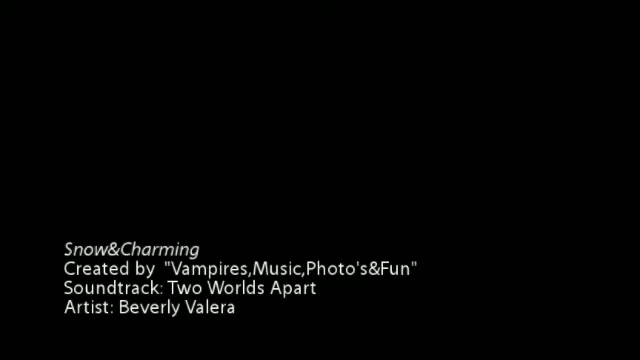 Snow&Charming
Created by "Vampires,Music,Photo's&Fun"
Soundtrack: Two Worlds Apart
Artist: Beverly Valera